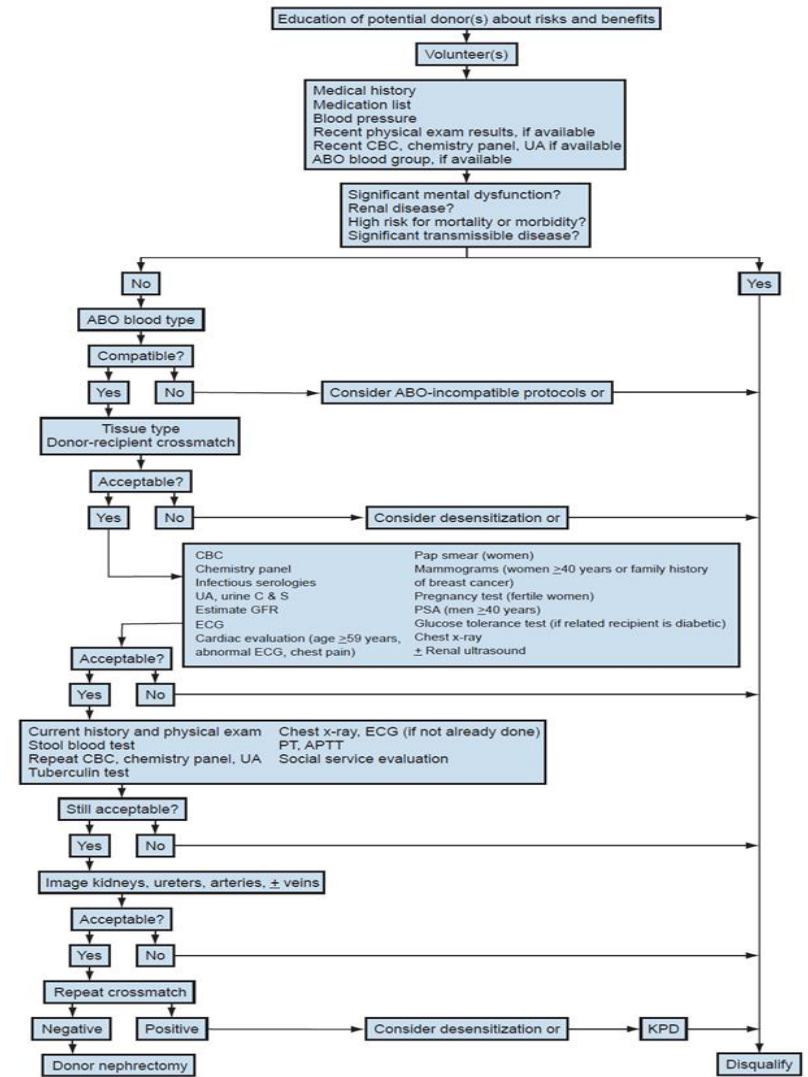 Education of potential donor(s) about risks and benefits
Volunteer(s)
Medical history
Medication list
Blood pressure
Recent physical exam results, if available
Recent CBC, chemistry panel, UA if available
ABO blood group, if available
Significant mental dysfunction?
Renal disease?
High risk for mortality or morbidity?
Significant transmissible disease?
No
Yes
ABO blood type
Compatible?
Yes
No
Consider ABO-incompatible protocols or
Tissue type
Donor-recipient crossmatch
Acceptable?
Yes
No
Consider desensitization or
CBC
Chemistry panel
Infectious serologies
UA, urine C & S
Estimate GFR
ECG
Cardiac evaluation (age ≥59 years,
abnormal ECG, chest pain)
Pap smear (women)
Mammograms (women ≥40 years or family history
of breast cancer)
Pregnancy test (fertile women)
PSA (men ≥40 years)
Glucose tolerance test (if related recipient is diabetic)
Chest x-ray
± Renal ultrasound
Acceptable?
Yes
No
Current history and physical exam
Stool blood test
Repeat CBC, chemistry panel, UA
Tuberculin test
Chest x-ray, ECG (if not already done)
PT, APTT
Social service evaluation
Still acceptable?
Yes
No
Image kidneys, ureters, arteries, ± veins
Acceptable?
Yes
No
Repeat crossmatch
Negative
Positive
Consider desensitization or
KPD
Donor nephrectomy
Disqualify